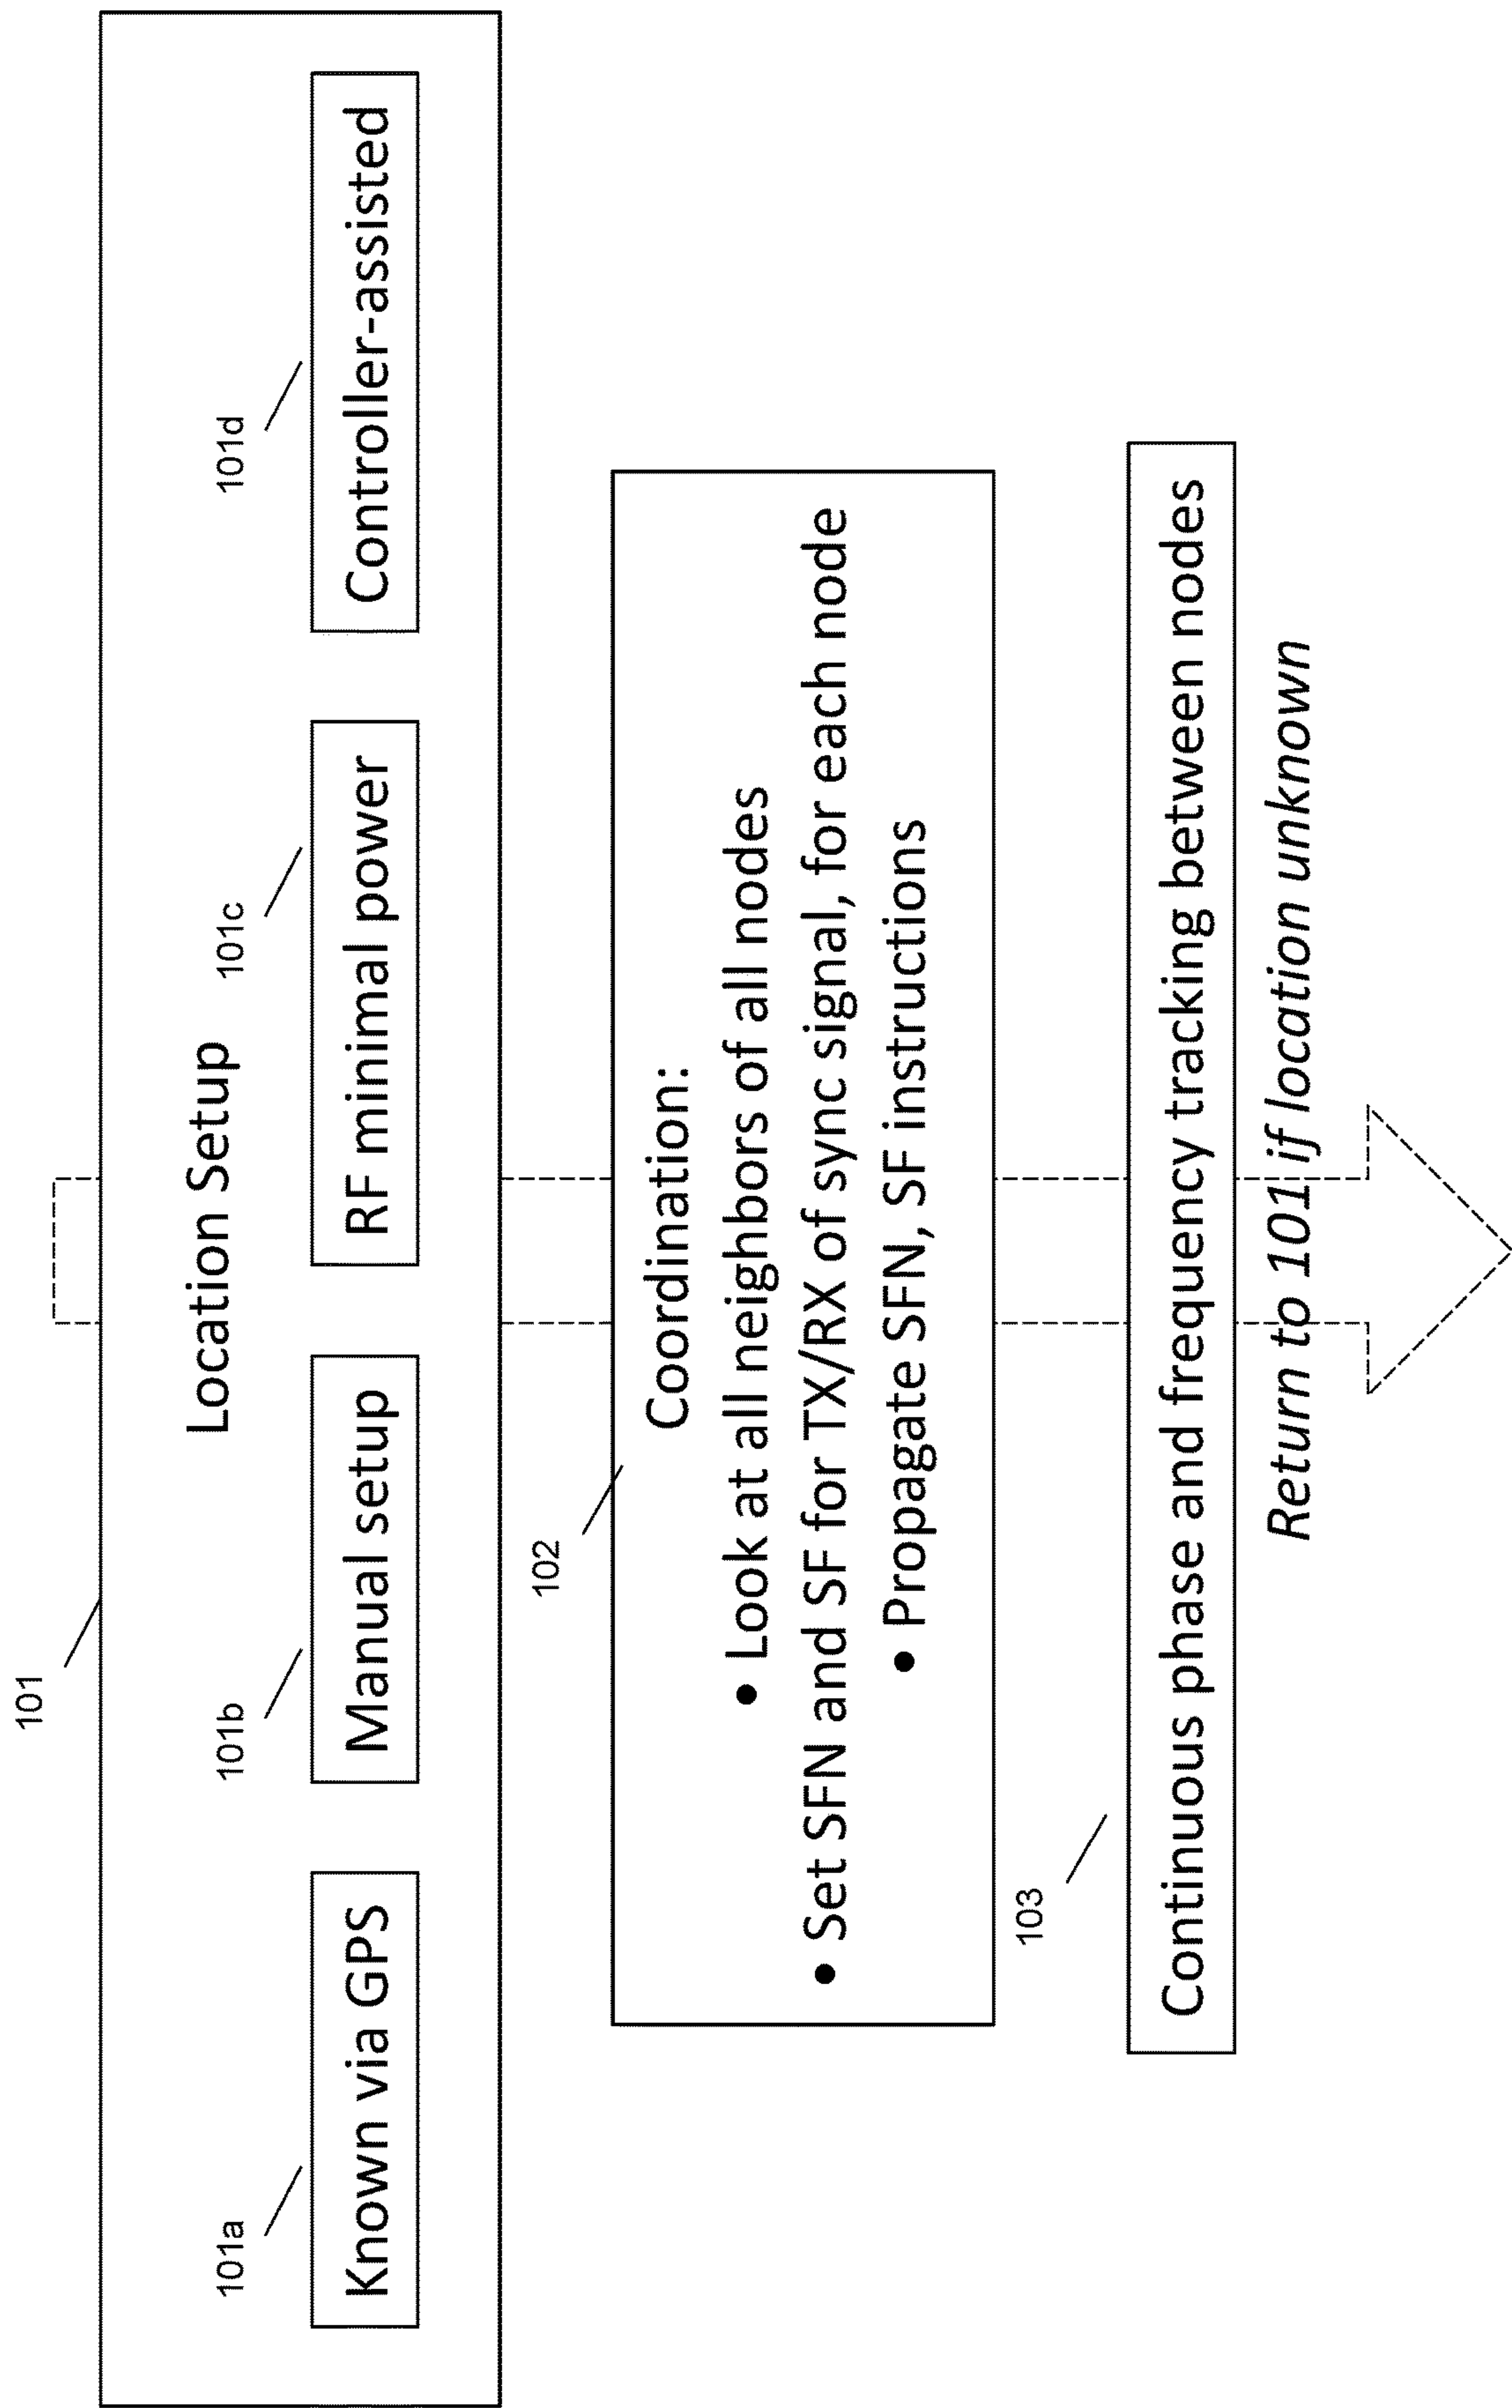 101
Location Setup
101a
101b
101c
101d
Known via GPS
Manual setup
RF minimal power
Controller-assisted
102
Coordination:
• Look at all neighbors of all nodes
• Set SFN and SF for TX/RX of sync signal, for each node
• Propagate SFN, SF instructions
103
Continuous phase and frequency tracking between nodes
Return to 101 if location unknown